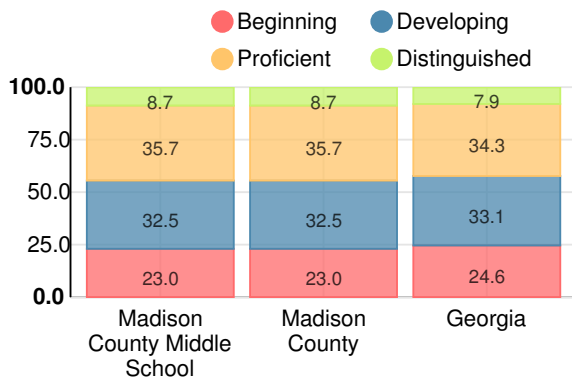 Beginning Developing
Proficient Distinguished
100.0
8.7 8.7 7.9
75.0
35.7 35.7 34.3
50.0
32.5 32.5 33.1
25.0
23.0 23.0 24.6
0.0
Madison
County Middle
School
Madison
County
Georgia